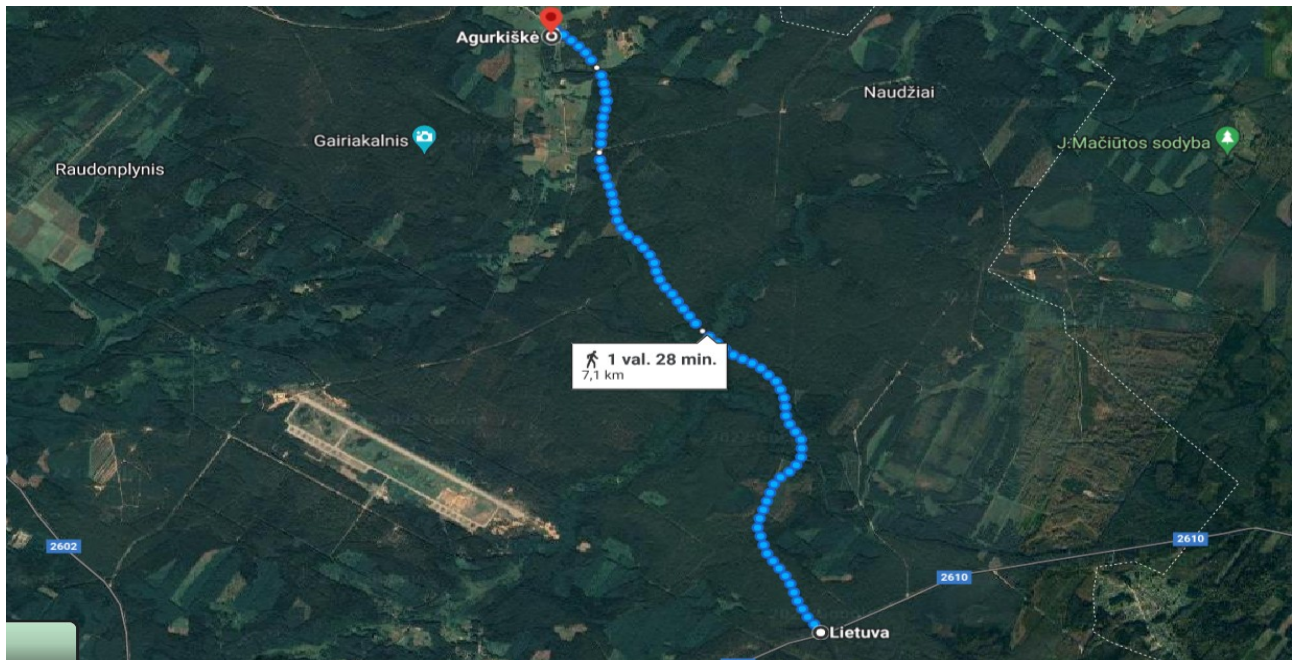 Agurkiškė
Naudžiai
Gairiakalnis
J.Mačiūtos sodyba
Raudonplynis
1 val. 28 min.
7,1 km
2602
2610
2610
Lietuva